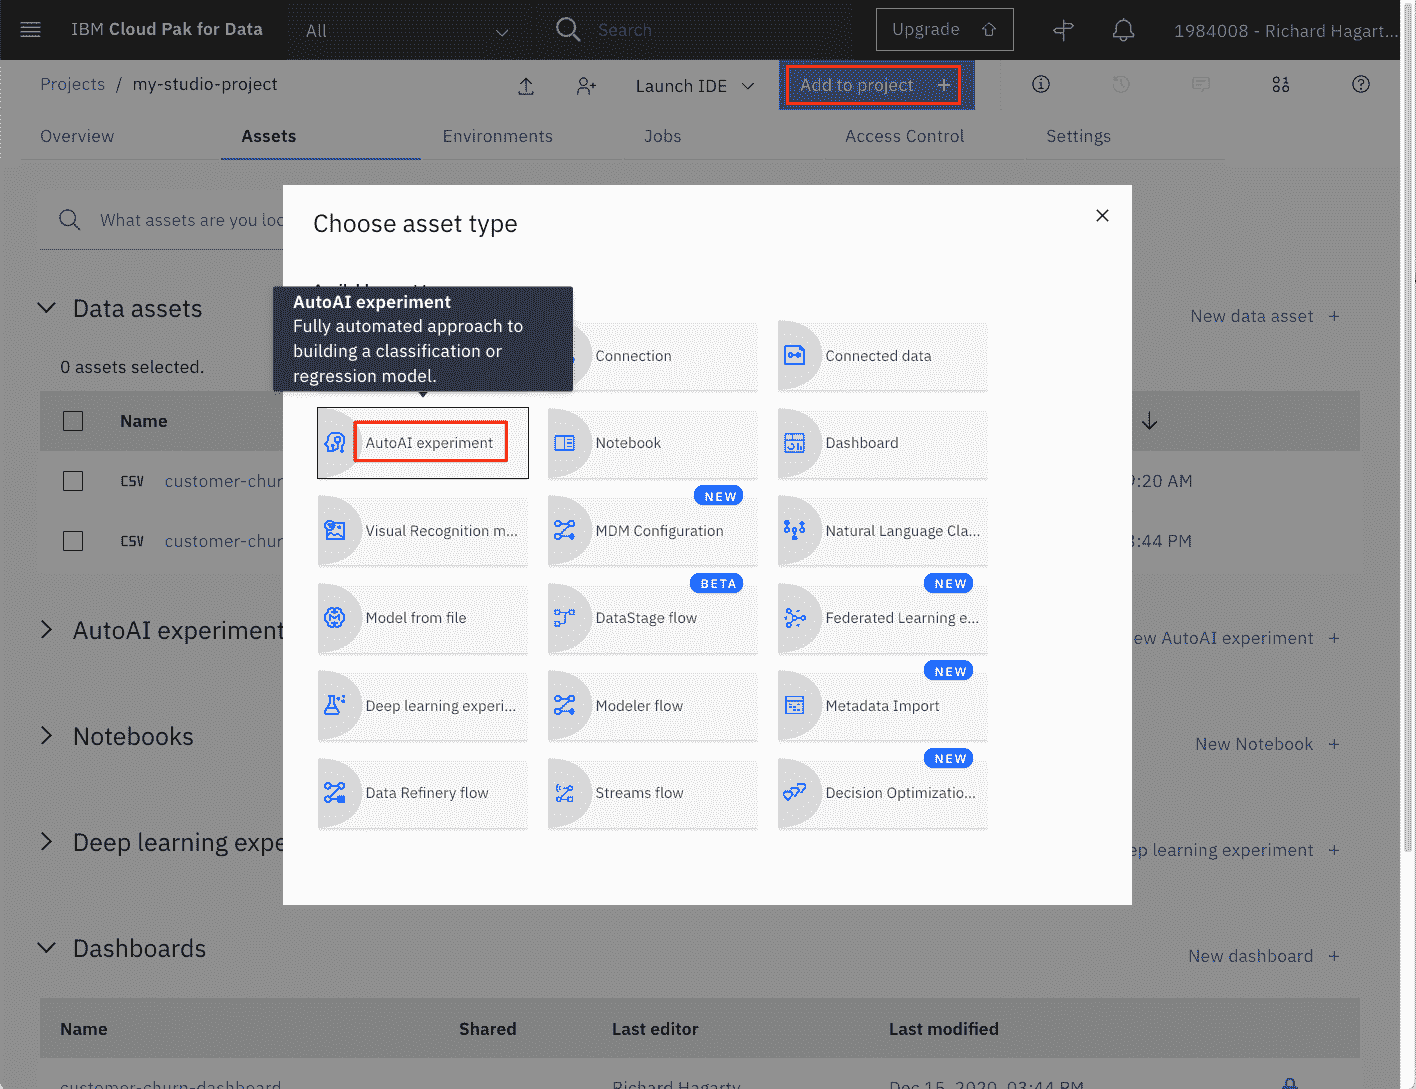 IBM Cloud Pak for Data
All
Search
Upgrade
1984008 - Richard Hagart...
Projects / my-studio-project
Launch IDE
Add to project +
Overview
Assets
Environments
Jobs
Access Control
Settings
What assets are you loc
Choose asset type
Data assets
New data asset +
0 assets selected.
AutoAI experiment
Fully automated approach to
building a classification or
regression model.
Connection
Connected data
Name
AutoAI experiment
Notebook
Dashboard
CSV customer-chur
9:20 AM
NEW
Visual Recognition m...
MDM Configuration
Natural Language Cla...
CSV customer-chur
:44 PM
BETA
NEW
Model from file
DataStage flow
Federated Learning e...
AutoAI experiment
ew AutoAI experiment +
NEW
Deep learning experi...
Modeler flow
Metadata Import
Notebooks
New Notebook +
NEW
Data Refinery flow
Streams flow
Decision Optimizatio...
Deep learning expe
ep learning experiment +
Dashboards
New dashboard +
Name
Shared
Last editor
Last modified
customer-churn-dashboard
Richard Hagarty
Dec 15, 2020, 03:44 PM